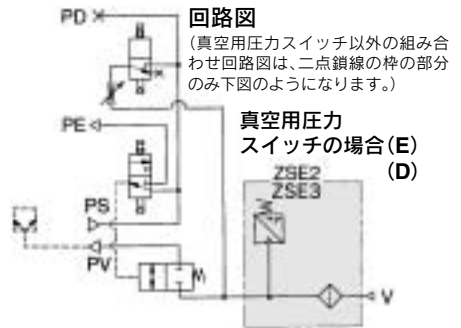 回路図
(真空用圧力スイッチ以外の組み合
わせ回路図は、二点鎖線の枠の部分
のみ下図のようになります。)
真空用圧力
スイッチの場合(E)
(D)
PD
PE
PS
PV
ZSE2
ZSE3
V